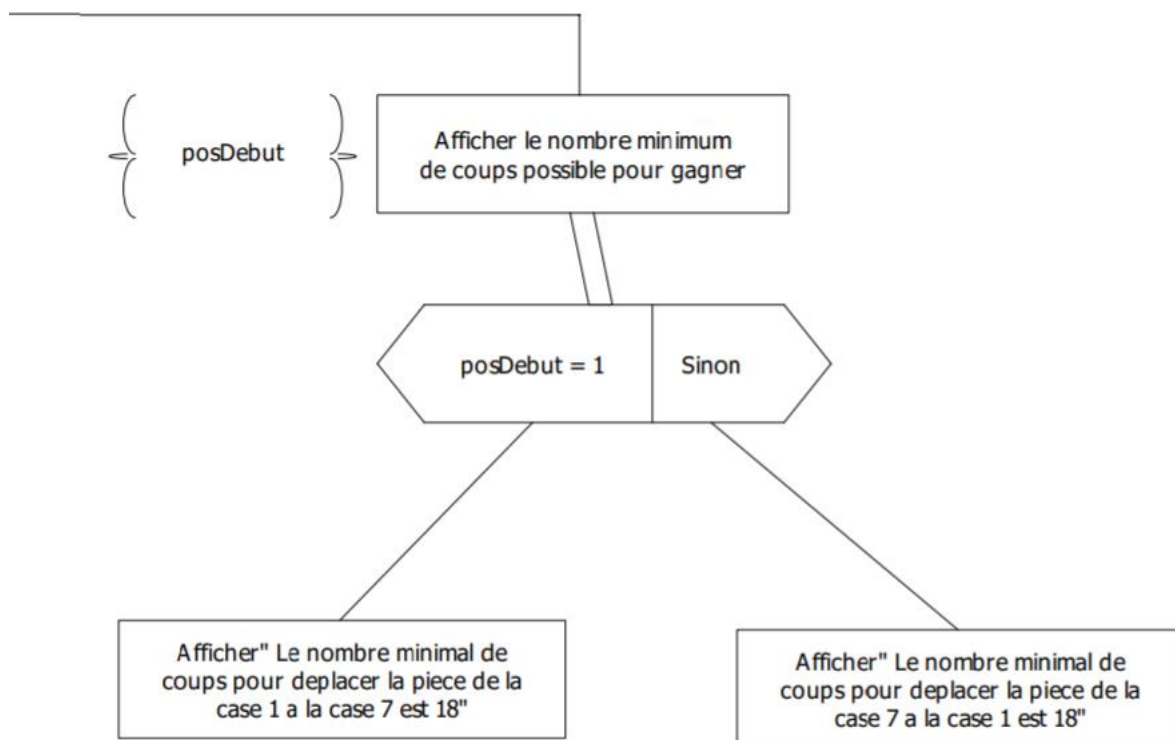 posDebut
Afficher le nombre minimum
de coups possible pour gagner
posDebut = 1
Sinon
Afficher" Le nombre minimal de
coups pour deplacer la piece de la
case 1 a la case 7 est 18"
Afficher" Le nombre minimal de
coups pour deplacer la piece de la
case 7 a la case 1 est 18"